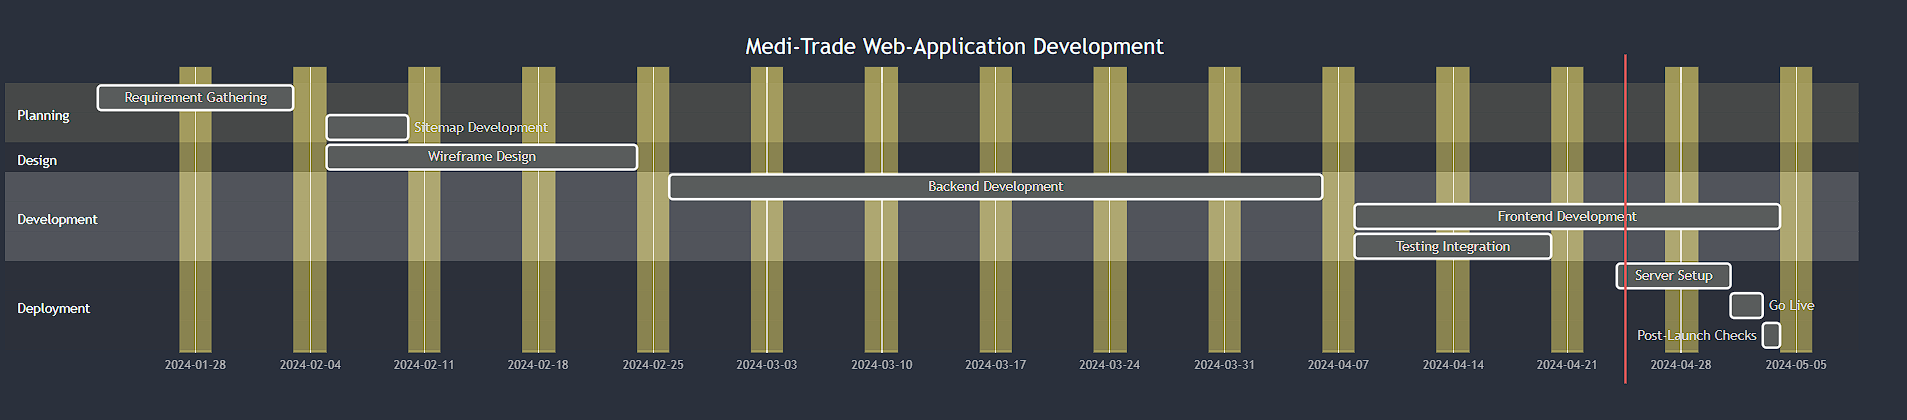 Medi-Trade Web-Application Development
Planning
Requirement Gathering
Sitemap Development
Design
Wireframe Design
Development
Backend Development
Frontend Development
Testing Integration
Deployment
Server Setup
Go Live
Post-Launch Checks
2024-01-28 2024-02-04 2024-02-11 2024-02-18 2024-02-25 2024-03-03 2024-03-10 2024-03-17 2024-03-24 2024-03-31 2024-04-07 2024-04-14 2024-04-21 2024-04-28 2024-05-05